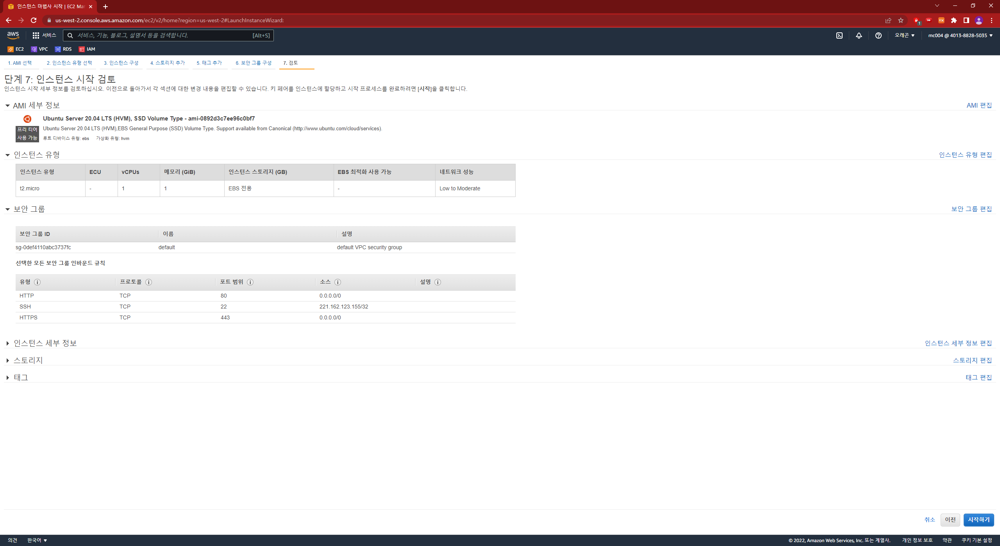 인스턴스 마법사 시작 | EC2 Mar
us-west-2.console.aws.amazon.com/ec2/v2/home?region=us-west-2#LaunchInstanceWizard:
1
aws 서비스 서비스, 기능, 블로그, 설명서 등을 검색합니다. [Alt+S] 오레곤 ▼ mc004 @ 4013-8828-5035 ▼
EC2 VPC RDS IAM
1. AMI 선택 2. 인스턴스 유형 선택 3. 인스턴스 구성 4. 스토리지 추가 5. 태그 추가 6. 보안 그룹 구성 7. 검토
단계 7: 인스턴스 시작 검토
인스턴스 시작 세부 정보를 검토하십시오. 이전으로 돌아가서 각 섹션에 대한 변경 내용을 편집할 수 있습니다. 키 페어를 인스턴스에 할당하고 시작 프로세스를 완료하려면 [시작]을 클릭합니다.
AMI 세부 정보 AMI 편집
Ubuntu Server 20.04 LTS (HVM), SSD Volume Type - ami-0892d3c7ee96c0bf7
프리 티어 사용 가능
Ubuntu Server 20.04 LTS (HVM),EBS General Purpose (SSD) Volume Type. Support available from Canonical (http://www.ubuntu.com/cloud/services).
루트 디바이스 유형: ebs 가상화 유형: hvm
인스턴스 유형 인스턴스 유형 편집
인스턴스 유형 ECU vCPUs 메모리 (GiB) 인스턴스 스토리지 (GB) EBS 최적화 사용 가능 네트워크 성능
t2.micro - 1 1 EBS 전용 - Low to Moderate
보안 그룹 보안 그룹 편집
보안 그룹 ID 이름 설명
sg-0def4110abc3737fc default default VPC security group
선택한 모든 보안 그룹 인바운드 규칙
유형 프로토콜 포트 범위 소스 설명
HTTP TCP 80 0.0.0.0/0
SSH TCP 22 221.162.123.155/32
HTTPS TCP 443 0.0.0.0/0
인스턴스 세부 정보 인스턴스 세부 정보 편집
스토리지 스토리지 편집
태그 태그 편집
취소 이전 시작하기
의견 한국어 ▼ © 2022, Amazon Web Services, Inc. 또는 계열사. 개인 정보 보호 약관 쿠키 기본 설정